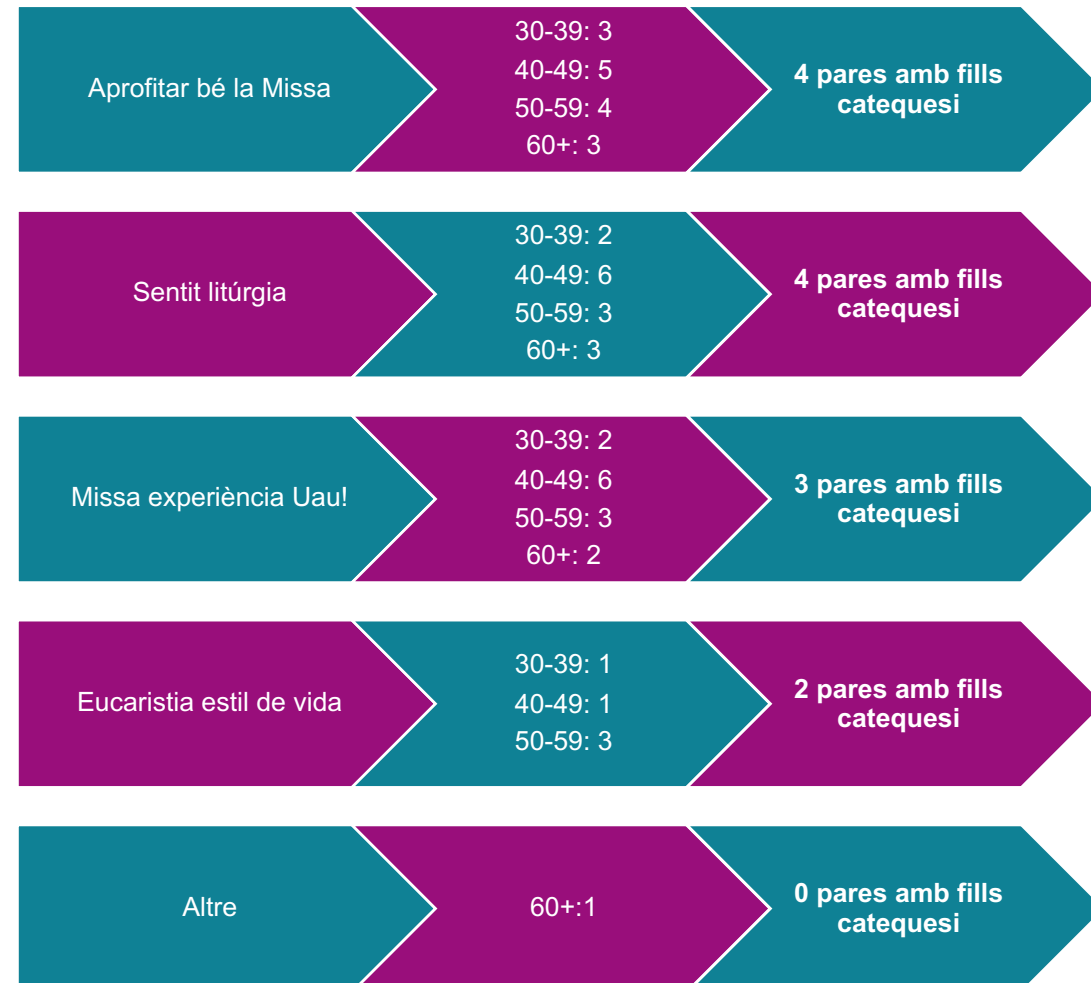 Aprofitar bé la Missa
30-39: 3
40-49: 5
50-59: 4
60+: 3
4 pares amb fills
catequesi
Sentit litúrgia
30-39: 2
40-49: 6
50-59: 3
60+: 3
4 pares amb fills
catequesi
Missa experiència Uau!
30-39: 2
40-49: 6
50-59: 3
60+: 2
3 pares amb fills
catequesi
Eucaristia estil de vida
30-39: 1
40-49: 1
50-59: 3
2 pares amb fills
catequesi
Altre
60+:1
0 pares amb fills
catequesi